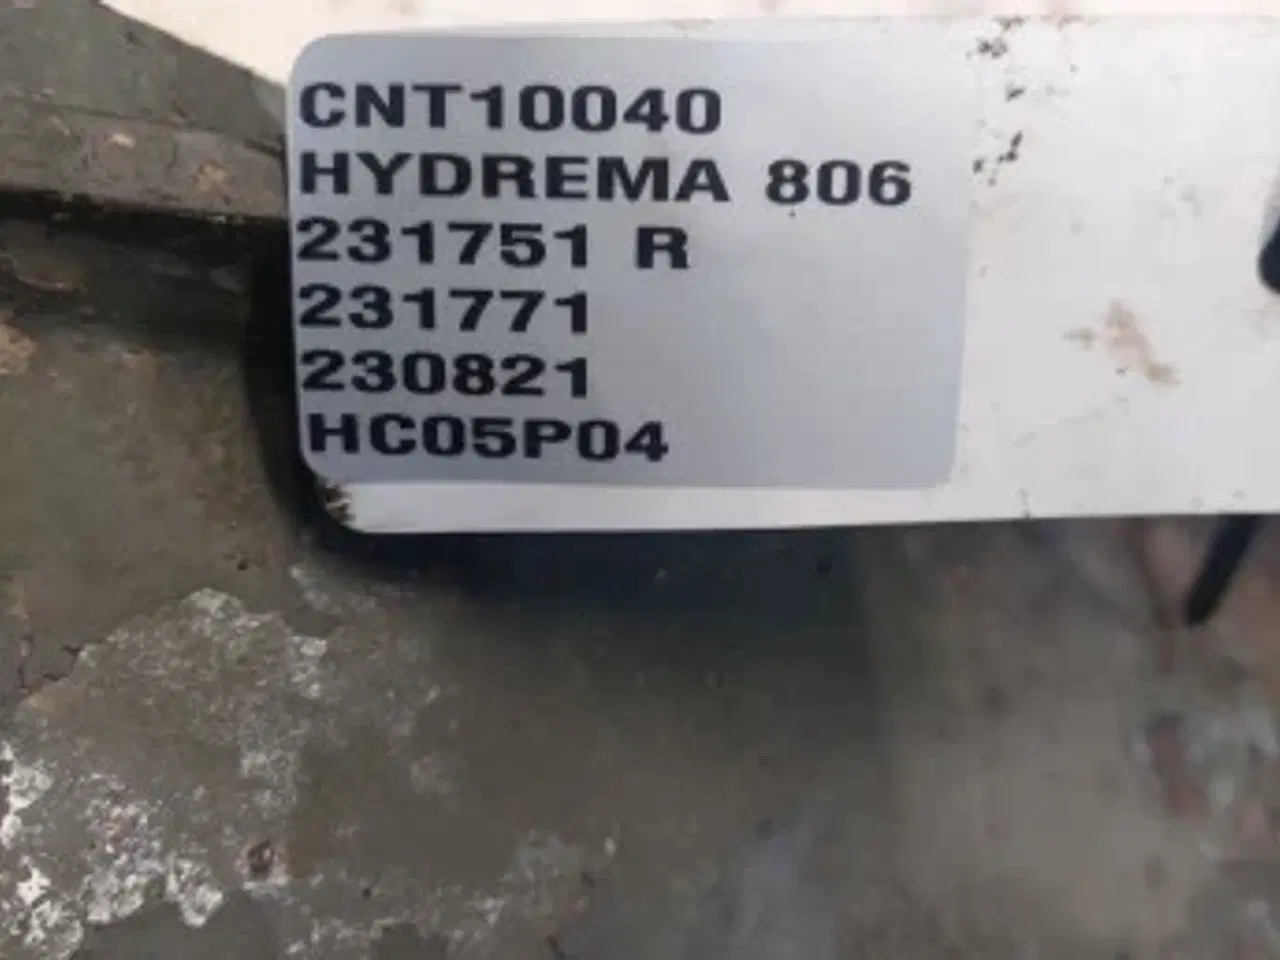 CNT10040
HYDREMA 806
231751 R
231771
230821
HC05P04